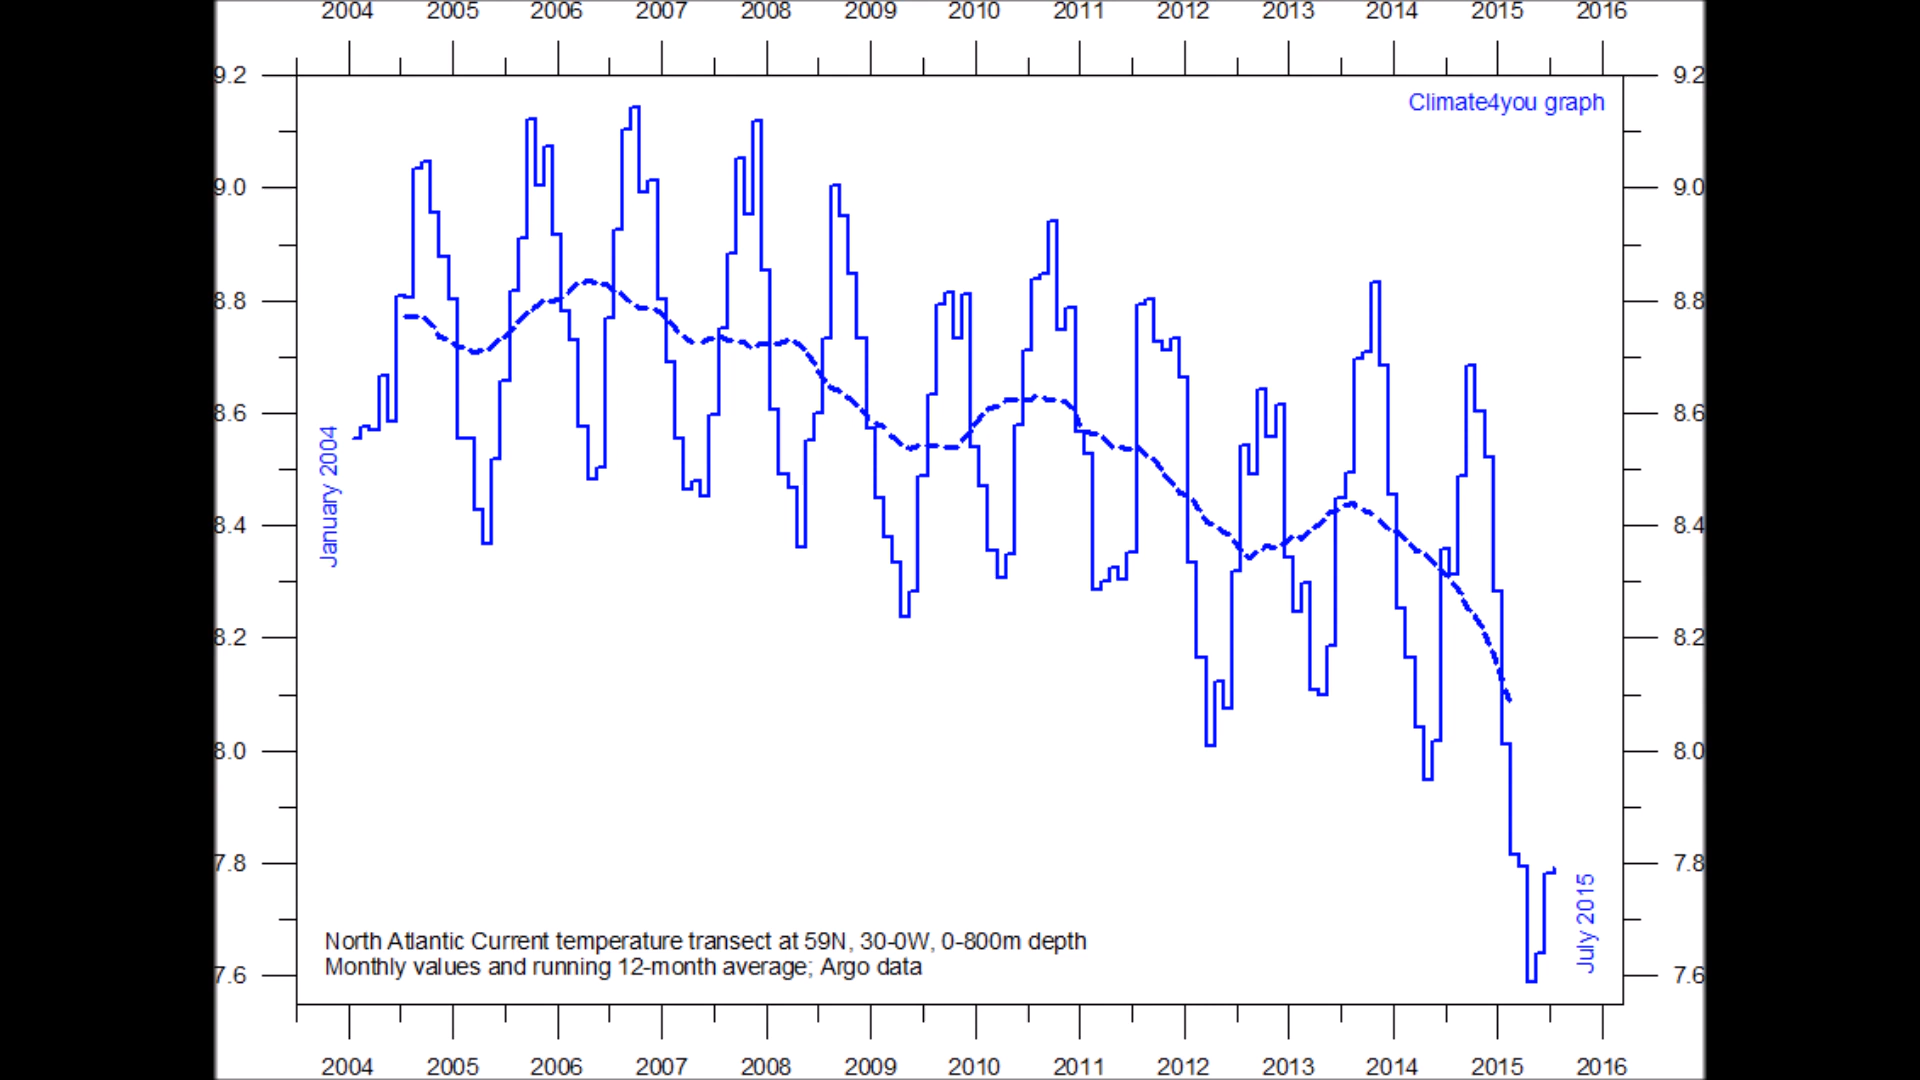 2004 2005 2006 2007 2008 2009 2010 2011 2012 2013 2014 2015 2016
9.2 9.2
Climate4you graph
9.0 9.0
8.8 8.8
8.6 8.6
January 2004
8.4 8.4
8.2 8.2
8.0 8.0
7.8 7.8
July 2015
North Atlantic Current temperature transect at 59N, 30-0W, 0-800m depth
Monthly values and running 12-month average; Argo data
7.6 7.6
2004 2005 2006 2007 2008 2009 2010 2011 2012 2013 2014 2015 2016